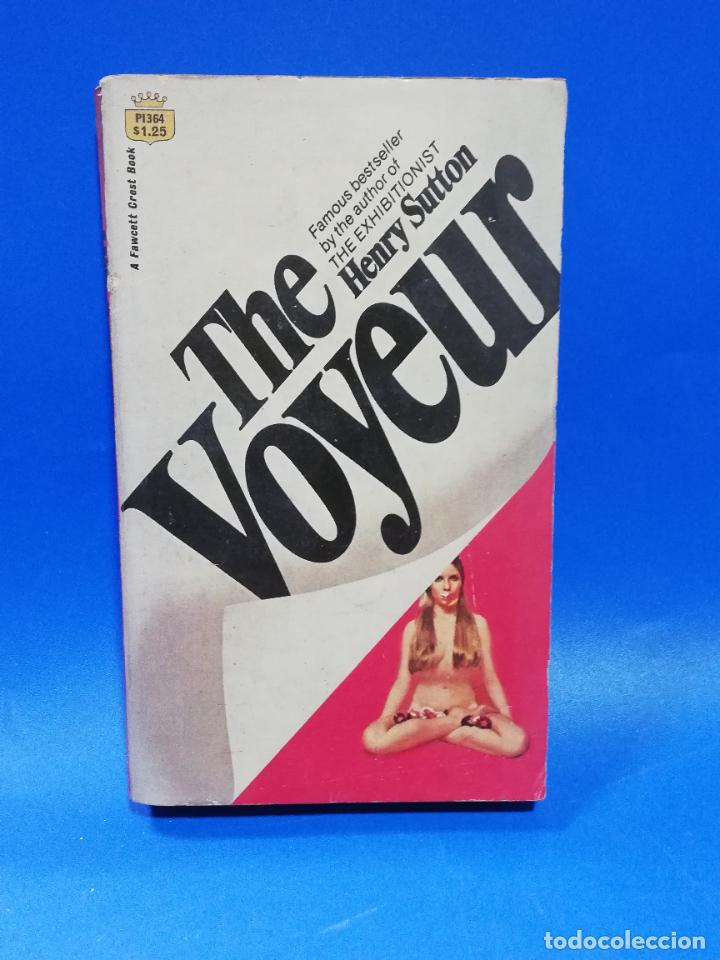 P1364
$1.25
A Fawcett Crest Book
Famous bestseller
by the author of
THE EXHIBITIONIST
Henry Sutton
The
Voyeur
todocoleccion